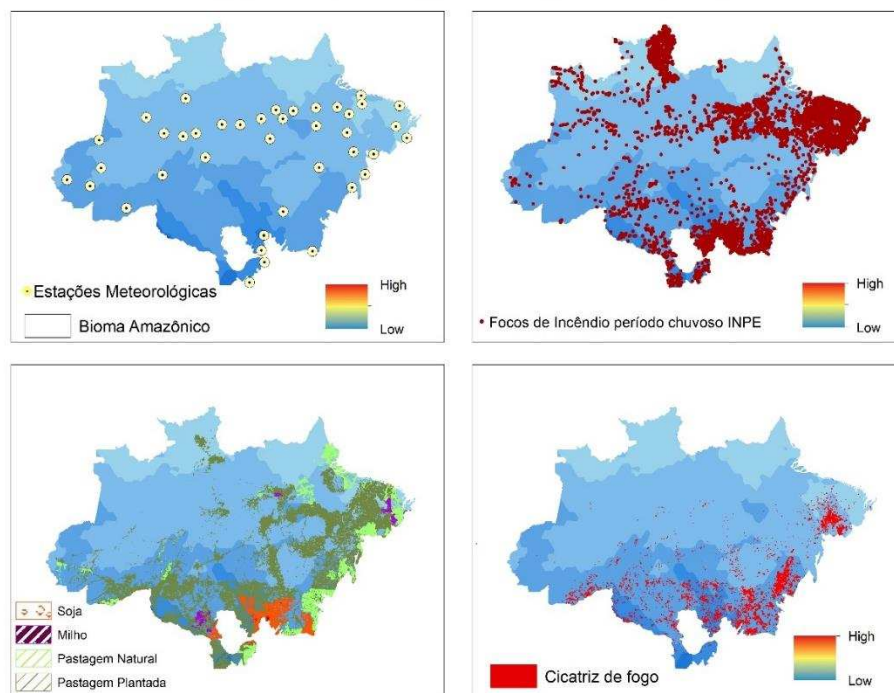 Estações Meteorológicas
Bioma Amazônico
High
Low
Focos de Incêndio período chuvoso INPE
High
Low
Soja
Milho
Pastagem Natural
Pastagem Plantada
Cicatriz de fogo
High
Low